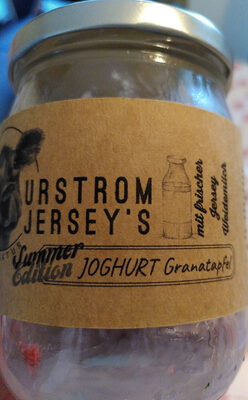 URSTROM
JERSEY'S
mit frischer
Jersey
Weidemilch
Summer
Edition
JOGHURT Granatapfel